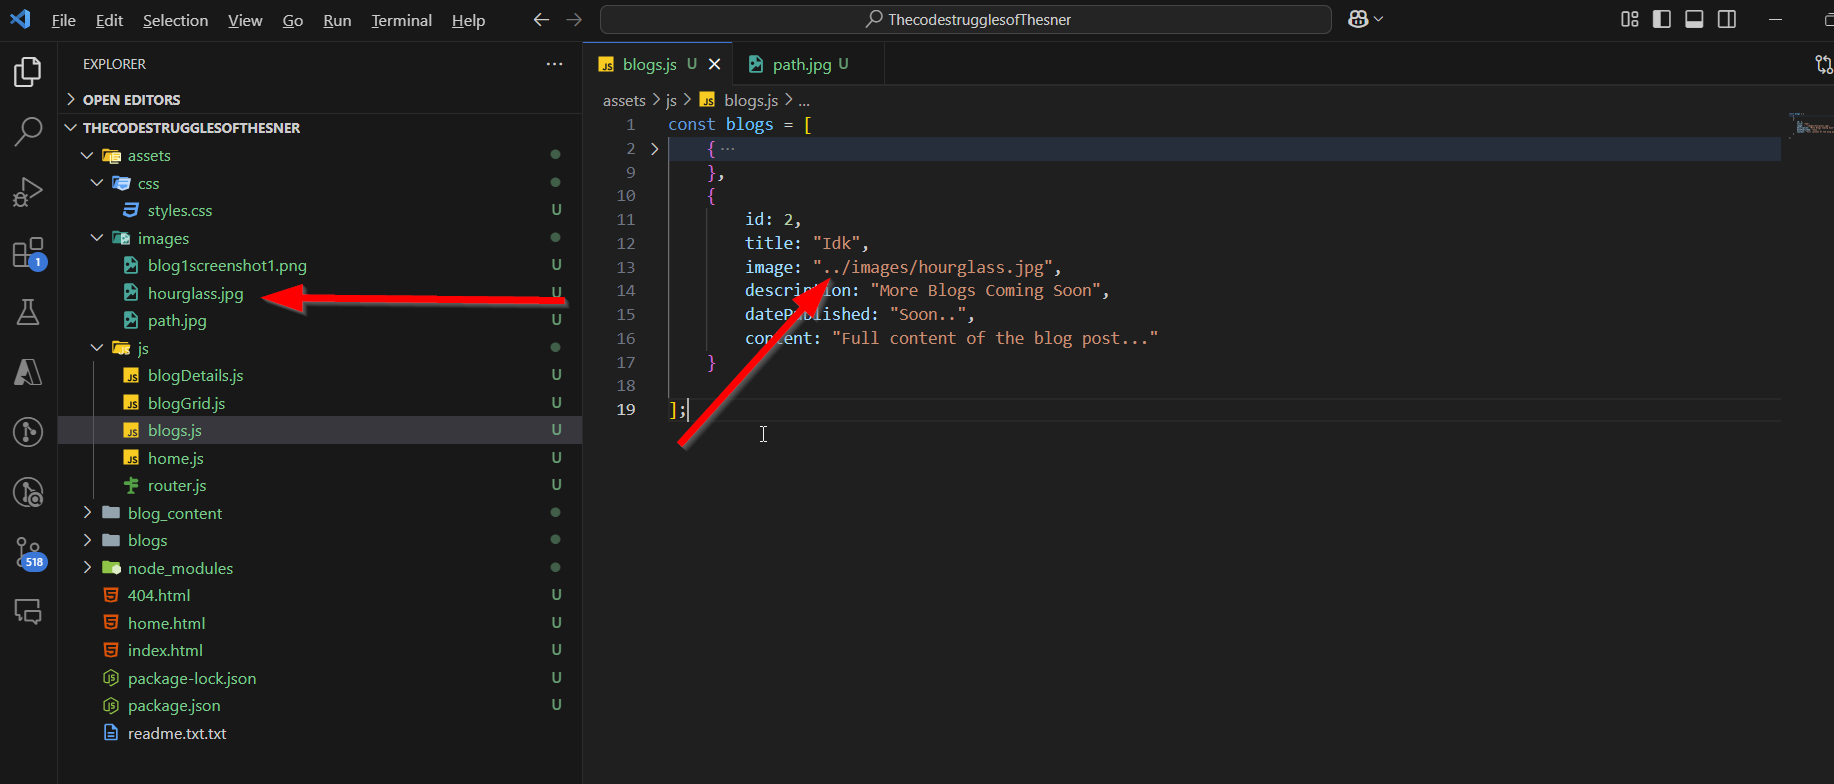 File Edit Selection View Go Run Terminal Help
ThecodestrugglesofThesner
EXPLORER
OPEN EDITORS
THECODESTRUGGLESOFTHESNER
assets
css
styles.css U
images
blog1screenshot1.png U
hourglass.jpg U
path.jpg U
js
blogDetails.js U
blogGrid.js U
blogs.js U
home.js U
router.js U
blog_content
blogs
node_modules
404.html U
home.html U
index.html U
package-lock.json U
package.json U
readme.txt.txt
1
518
blogs.js U
path.jpg U
assets > js > blogs.js > ...
1 const blogs = [
2 { ...
9 },
10 {
11 id: 2,
12 title: "Idk",
13 image: "../images/hourglass.jpg",
14 description: "More Blogs Coming Soon",
15 datePublished: "Soon..",
16 content: "Full content of the blog post..."
17 }
18
19 ];